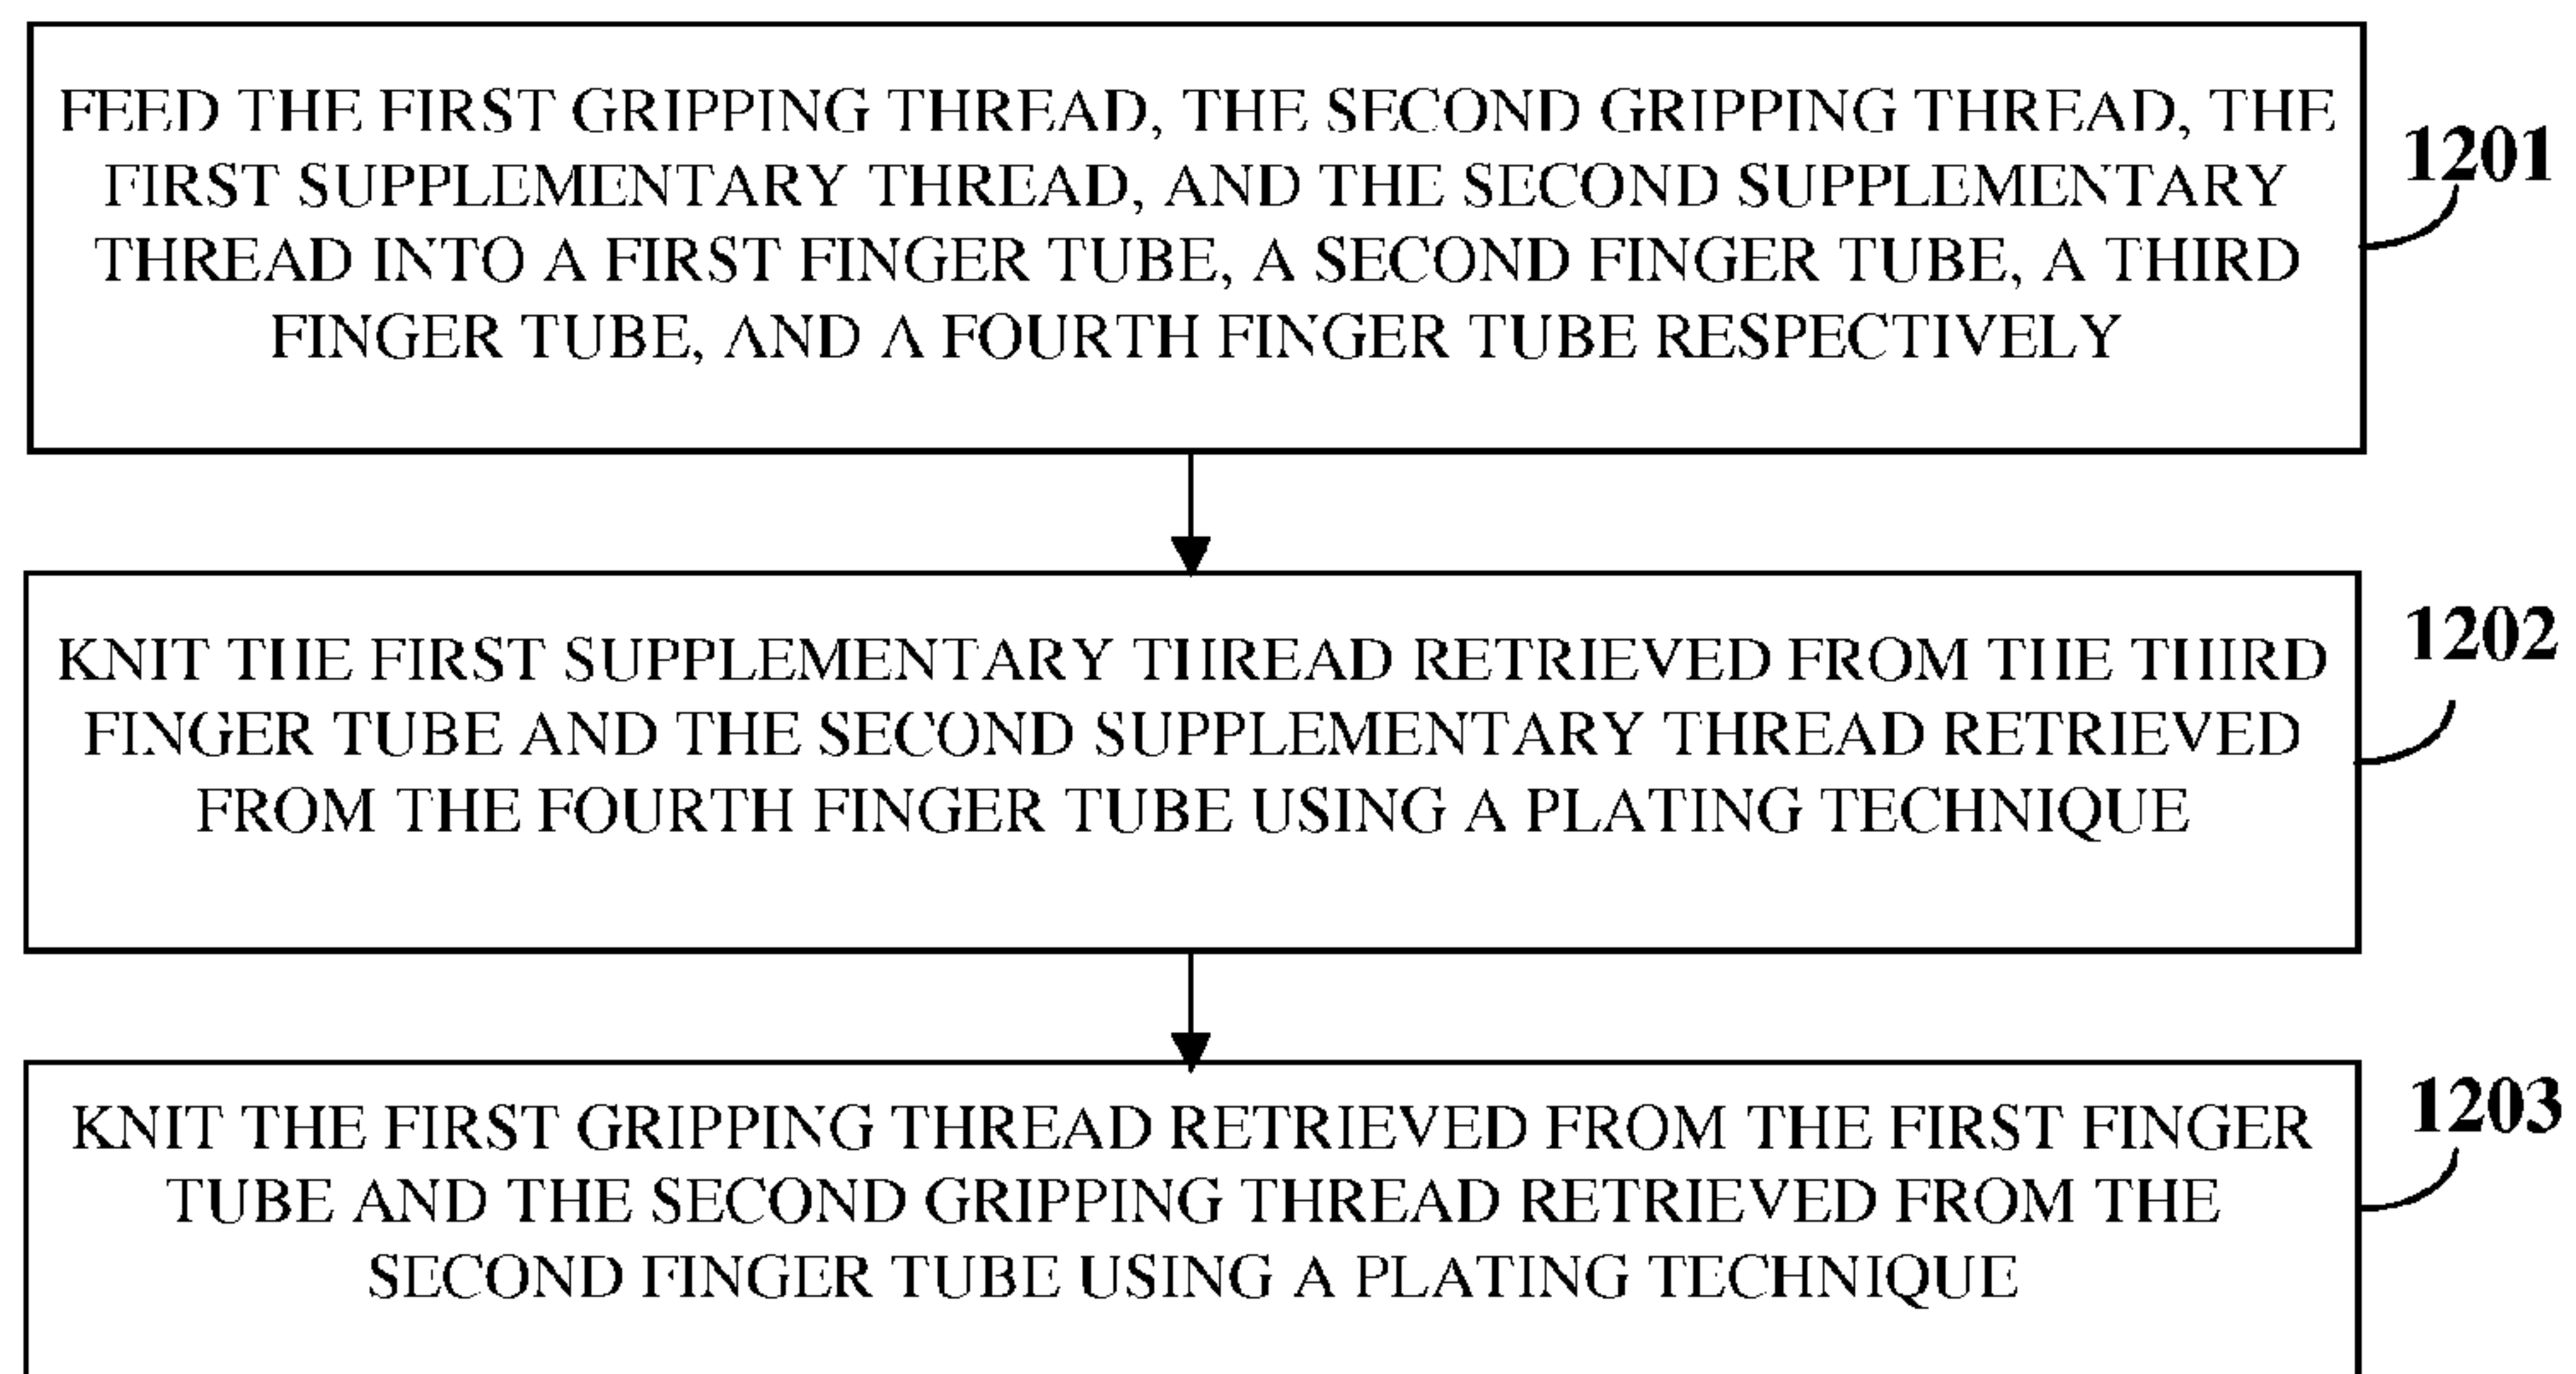 FEED THE FIRST GRIPPING THREAD, THE SECOND GRIPPING THREAD, THE
FIRST SUPPLEMENTARY THREAD, AND THE SECOND SUPPLEMENTARY
THREAD INTO A FIRST FINGER TUBE, A SECOND FINGER TUBE, A THIRD
FINGER TUBE, AND A FOURTH FINGER TUBE RESPECTIVELY
1201
KNIT THE FIRST SUPPLEMENTARY THREAD RETRIEVED FROM THE THIRD
FINGER TUBE AND THE SECOND SUPPLEMENTARY THREAD RETRIEVED
FROM THE FOURTH FINGER TUBE USING A PLATING TECHNIQUE
1202
KNIT THE FIRST GRIPPING THREAD RETRIEVED FROM THE FIRST FINGER
TUBE AND THE SECOND GRIPPING THREAD RETRIEVED FROM THE
SECOND FINGER TUBE USING A PLATING TECHNIQUE
1203